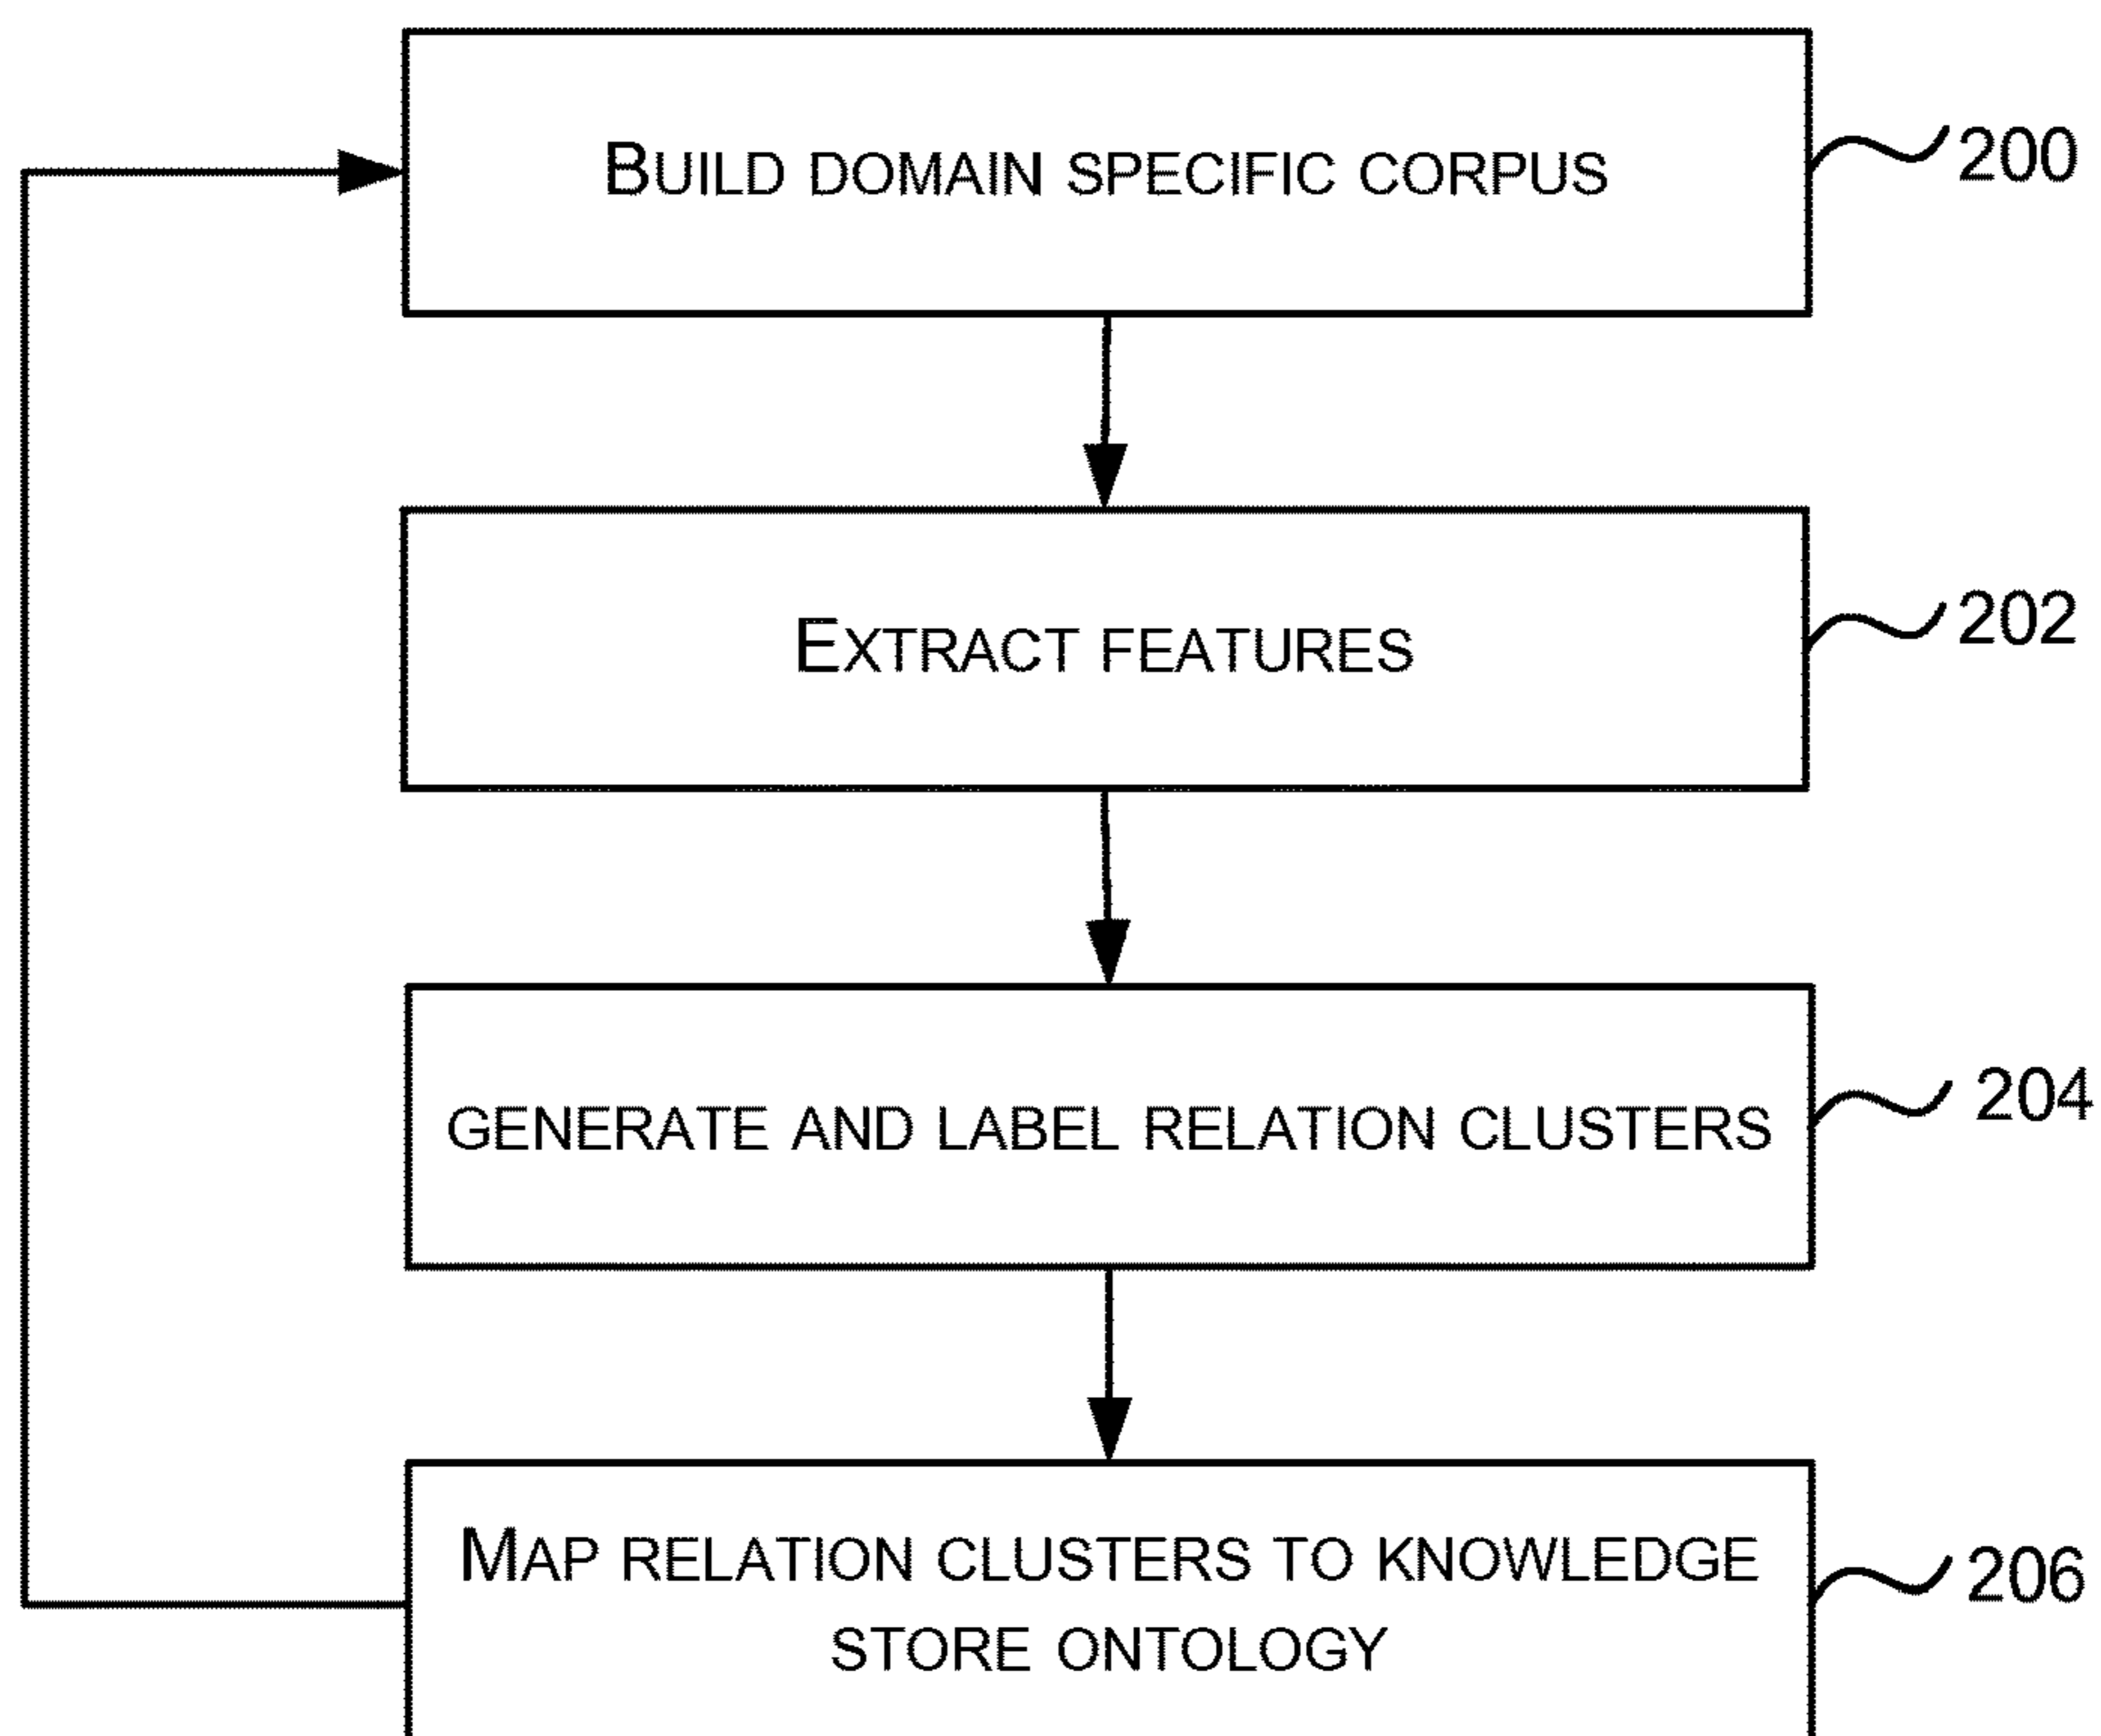 BUILD DOMAIN SPECIFIC CORPUS
200
EXTRACT FEATURES
202
GENERATE AND LABEL RELATION CLUSTERS
204
MAP RELATION CLUSTERS TO KNOWLEDGE
STORE ONTOLOGY
206